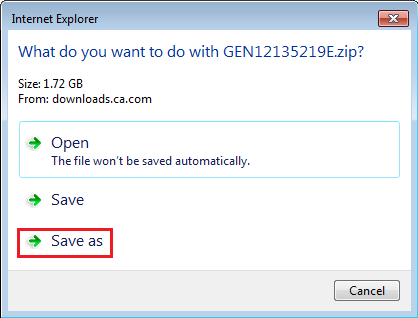 Internet Explorer
What do you want to do with GEN12135219E.zip?
Size: 1.72 GB
From: downloads.ca.com
Open
The file won't be saved automatically.
Save
Save as
Cancel